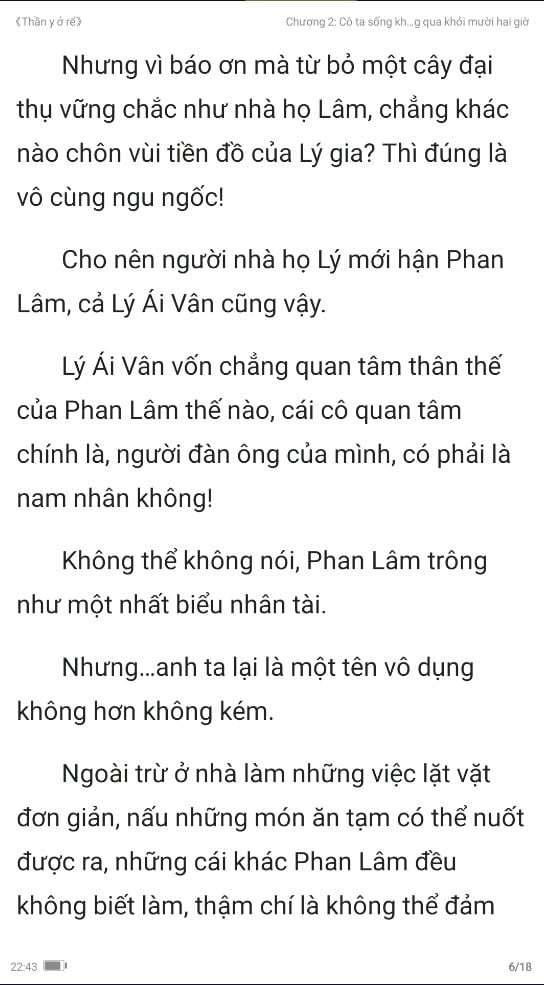 《Thần y ở rể》
Chương 2: Cô ta sống kh...g qua khỏi mười hai giờ
Nhưng vì báo ơn mà từ bỏ một cây đại
thụ vững chắc như nhà họ Lâm, chẳng khác
nào chôn vùi tiền đồ của Lý gia? Thì đúng là
vô cùng ngu ngốc!
Cho nên người nhà họ Lý mới hận Phan
Lâm, cả Lý Ái Vân cũng vậy.
Lý Ái Vân vốn chẳng quan tâm thân thế
của Phan Lâm thế nào, cái cô quan tâm
chính là, người đàn ông của mình, có phải là
nam nhân không!
Không thể không nói, Phan Lâm trông
như một nhất biểu nhân tài.
Nhưng...anh ta lại là một tên vô dụng
không hơn không kém.
Ngoài trừ ở nhà làm những việc lặt vặt
đơn giản, nấu những món ăn tạm có thể nuốt
được ra, những cái khác Phan Lâm đều
không biết làm, thậm chí là không thể đảm
22:43
6/18